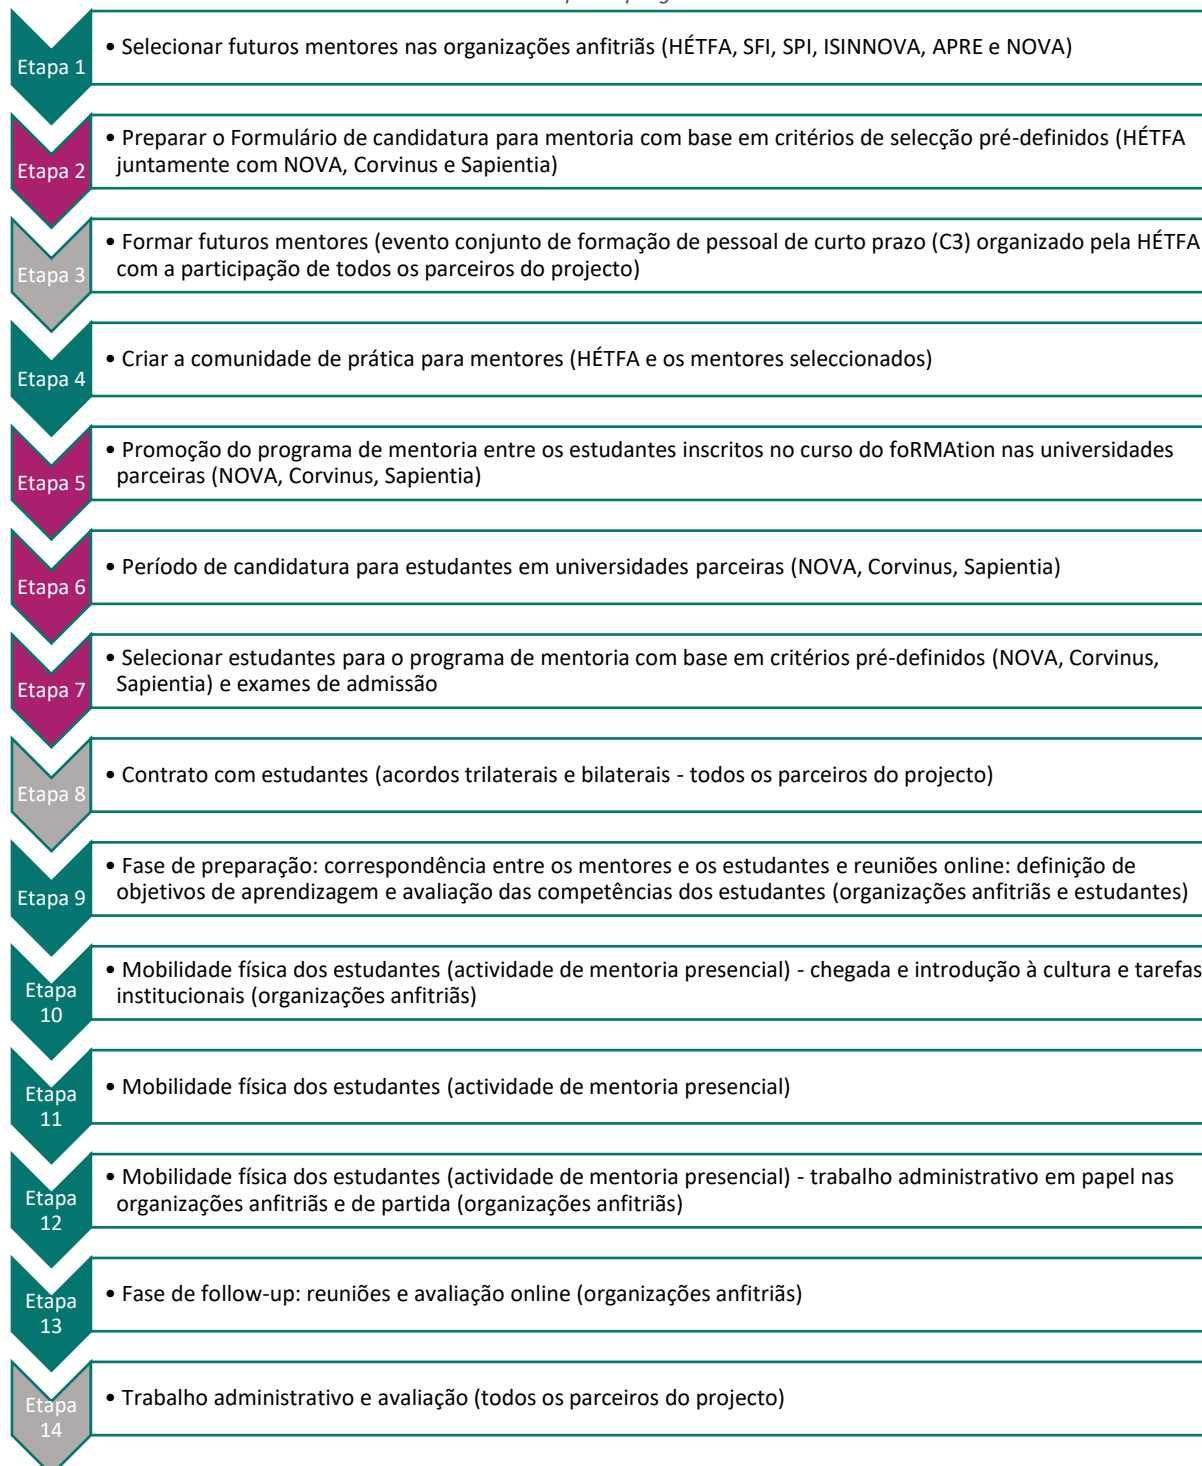 Etapa 1
• Selecionar futuros mentores nas organizações anfitriãs (HÉTFA, SFI, SPI, ISINNOVA, APRE e NOVA)
Etapa 2
• Preparar o Formulário de candidatura para mentoria com base em critérios de selecção pré-definidos (HÉTFA
juntamente com NOVA, Corvinus e Sapientia)
Etapa 3
• Formar futuros mentores (evento conjunto de formação de pessoal de curto prazo (C3) organizado pela HÉTFA
com a participação de todos os parceiros do projecto)
Etapa 4
• Criar a comunidade de prática para mentores (HÉTFA e os mentores seleccionados)
Etapa 5
• Promoção do programa de mentoria entre os estudantes inscritos no curso do foRMAtion nas universidades
parceiras (NOVA, Corvinus, Sapientia)
Etapa 6
• Período de candidatura para estudantes em universidades parceiras (NOVA, Corvinus, Sapientia)
Etapa 7
• Selecionar estudantes para o programa de mentoria com base em critérios pré-definidos (NOVA, Corvinus,
Sapientia) e exames de admissão
Etapa 8
• Contrato com estudantes (acordos trilaterais e bilaterais - todos os parceiros do projecto)
Etapa 9
• Fase de preparação: correspondência entre os mentores e os estudantes e reuniões online: definição de
objetivos de aprendizagem e avaliação das competências dos estudantes (organizações anfitriãs e estudantes)
Etapa
10
• Mobilidade física dos estudantes (actividade de mentoria presencial) - chegada e introdução à cultura e tarefas
institucionais (organizações anfitriãs)
Etapa
11
• Mobilidade física dos estudantes (actividade de mentoria presencial)
Etapa
12
• Mobilidade física dos estudantes (actividade de mentoria presencial) - trabalho administrativo em papel nas
organizações anfitriãs e de partida (organizações anfitriãs)
Etapa
13
• Fase de follow-up: reuniões e avaliação online (organizações anfitriãs)
Etapa
14
• Trabalho administrativo e avaliação (todos os parceiros do projecto)